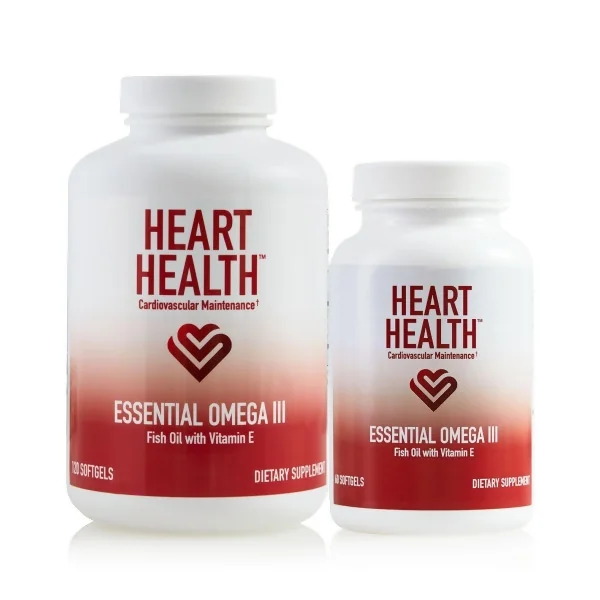 HEART
HEALTH™
Cardiovascular Maintenance†
ESSENTIAL OMEGA III
Fish Oil with Vitamin E
120 SOFTGELS
DIETARY SUPPLEMENT
HEART
HEALTH™
Cardiovascular Maintenance†
ESSENTIAL OMEGA III
Fish Oil with Vitamin E
60 SOFTGELS
DIETARY SUPPLEMENT